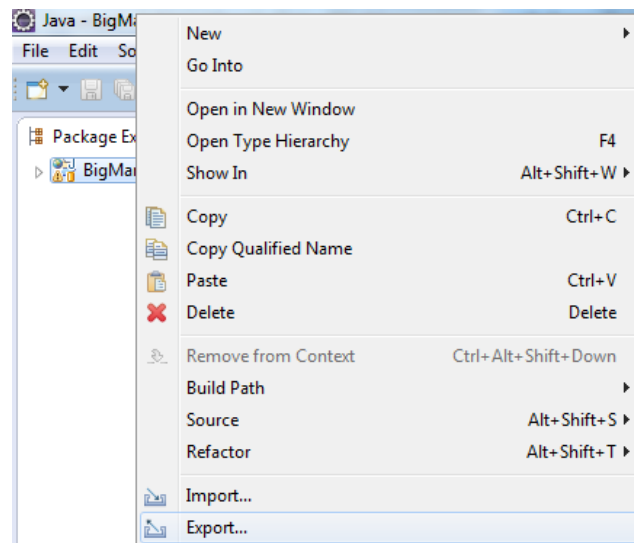 Java - BigMa
File Edit So
Package Ex
BigMar
New
Go Into
Open in New Window
Open Type Hierarchy F4
Show In Alt+Shift+W
Copy Ctrl+C
Copy Qualified Name
Paste Ctrl+V
Delete Delete
Remove from Context Ctrl+Alt+Shift+Down
Build Path
Source Alt+Shift+S
Refactor Alt+Shift+T
Import...
Export...